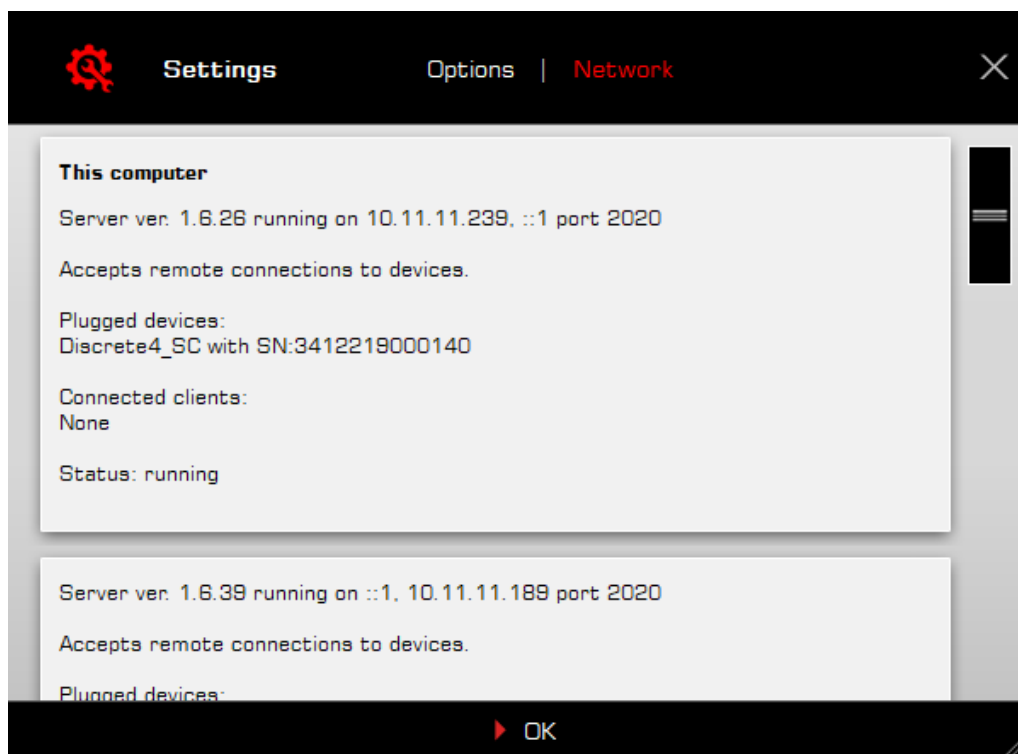 Settings Options | Network
This computer
Server ver. 1.6.26 running on 10.11.11.239, ::1 port 2020
Accepts remote connections to devices.
Plugged devices:
Discrete4_SC with SN:3412219000140
Connected clients:
None
Status: running
Server ver. 1.6.39 running on ::1, 10.11.11.189 port 2020
Accepts remote connections to devices.
Plugged devices:
OK